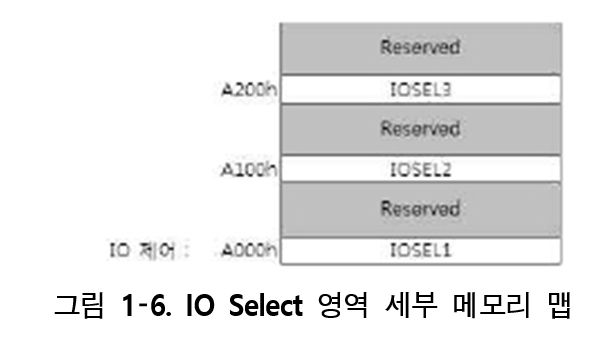 Reserved
A200h IOSEL3
Reserved
A100h IOSEL2
Reserved
IO 제어 : A000h IOSEL1
그림 1-6. IO Select 영역 세부 메모리 맵